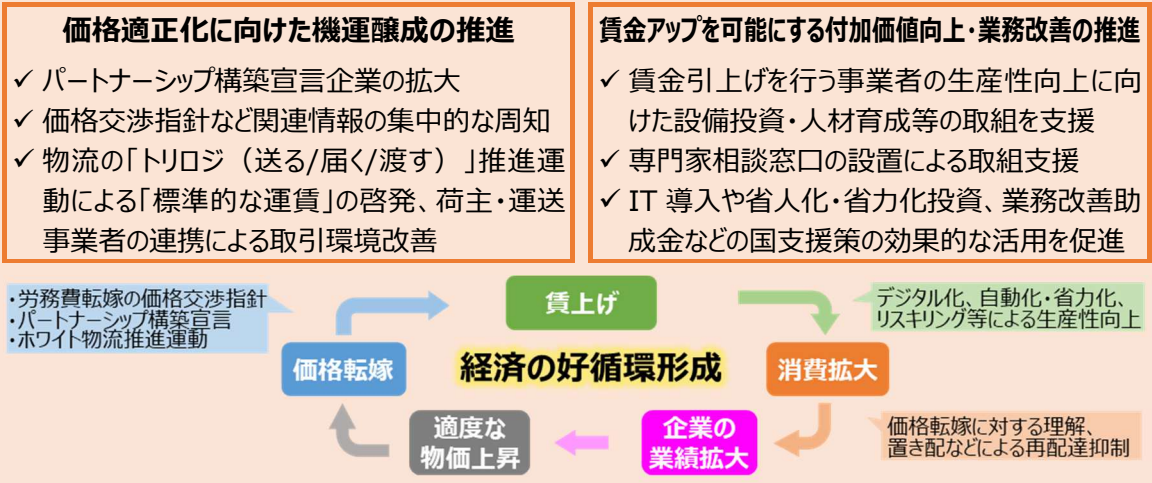 価格適正化に向けた機運醸成の推進
✓ パートナーシップ構築宣言企業の拡大
✓ 価格交渉指針など関連情報の集中的な周知
✓ 物流の「トリロジ（送る/届く/渡す）」推進運
動による「標準的な運賃」の啓発、荷主・運送
事業者の連携による取引環境改善
賃金アップを可能にする付加価値向上・業務改善の推進
✓ 賃金引上げを行う事業者の生産性向上に向
けた設備投資・人材育成等の取組を支援
✓ 専門家相談窓口の設置による取組支援
✓ IT 導入や省人化・省力化投資、業務改善助
成金などの国支援策の効果的な活用を促進
・労務費転嫁の価格交渉指針
・パートナーシップ構築宣言
・ホワイト物流推進運動
賃上げ
デジタル化、自動化・省力化、
リスキリング等による生産性向上
価格転嫁
経済の好循環形成
消費拡大
適度な
物価上昇
企業の
業績拡大
価格転嫁に対する理解、
置き配などによる再配達抑制